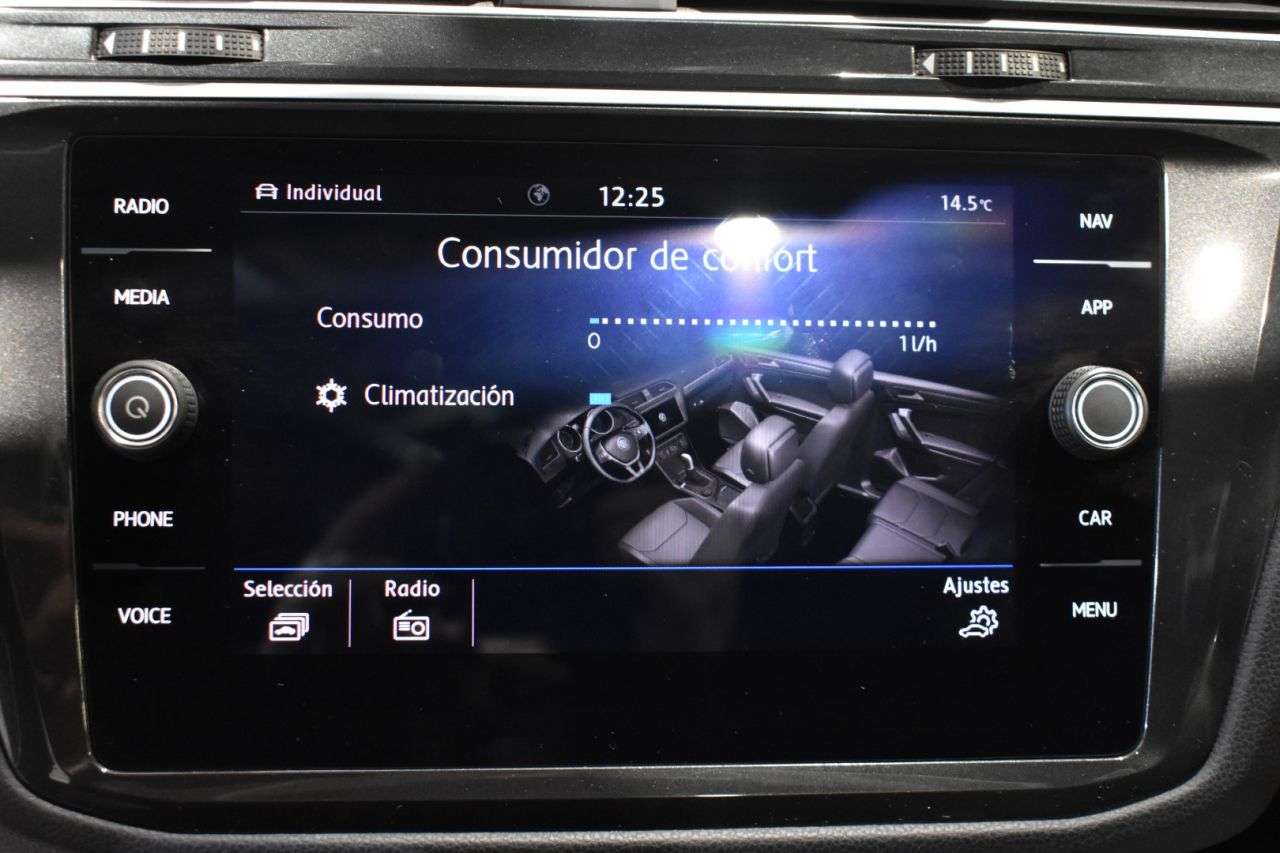 RADIO
MEDIA
PHONE
VOICE
Individual
12:25
14.5°C
Consumidor de confort
Consumo
0
1 l/h
Climatización
Selección
Radio
Ajustes
NAV
APP
CAR
MENU